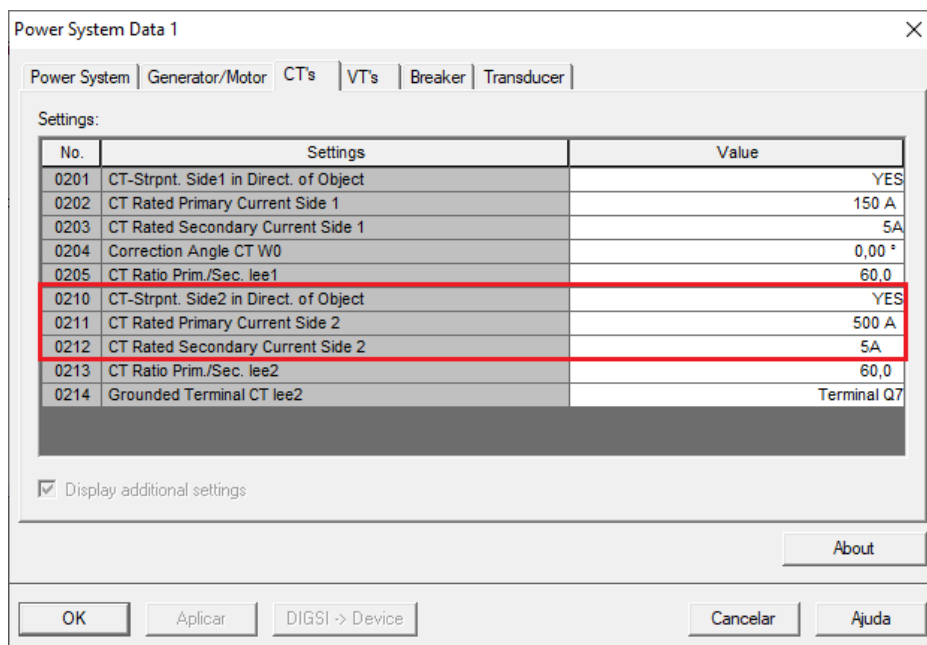 Power System Data 1
Power System Generator/Motor CT's VT's Breaker Transducer
Settings:
No. Settings Value
0201 CT-Strpnt. Side1 in Direct. of Object YES
0202 CT Rated Primary Current Side 1 150 A
0203 CT Rated Secondary Current Side 1 5A
0204 Correction Angle CT W0 0,00 °
0205 CT Ratio Prim./Sec. Iee1 60,0
0210 CT-Strpnt. Side2 in Direct. of Object YES
0211 CT Rated Primary Current Side 2 500 A
0212 CT Rated Secondary Current Side 2 5A
0213 CT Ratio Prim./Sec. Iee2 60,0
0214 Grounded Terminal CT Iee2 Terminal Q7
Display additional settings
About
OK Aplicar DIGSI -> Device Cancelar Ajuda